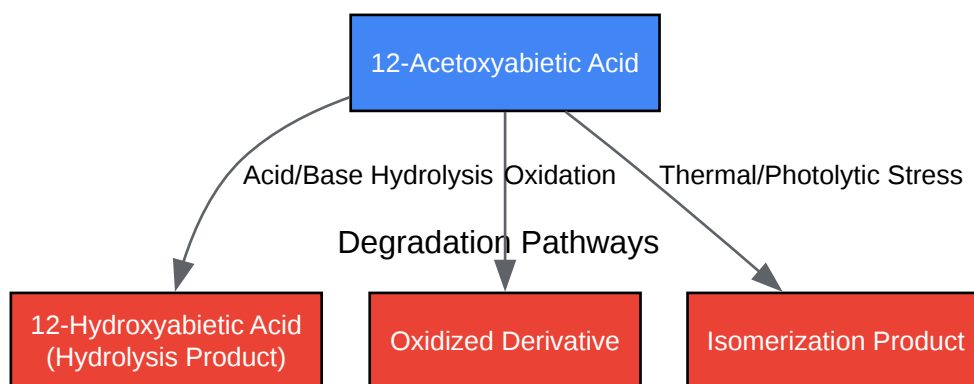 12-Acetoxyabietic Acid
Acid/Base Hydrolysis
Oxidation
Thermal/Photolytic Stress
Degradation Pathways
12-Hydroxyabietic Acid
(Hydrolysis Product)
Oxidized Derivative
Isomerization Product